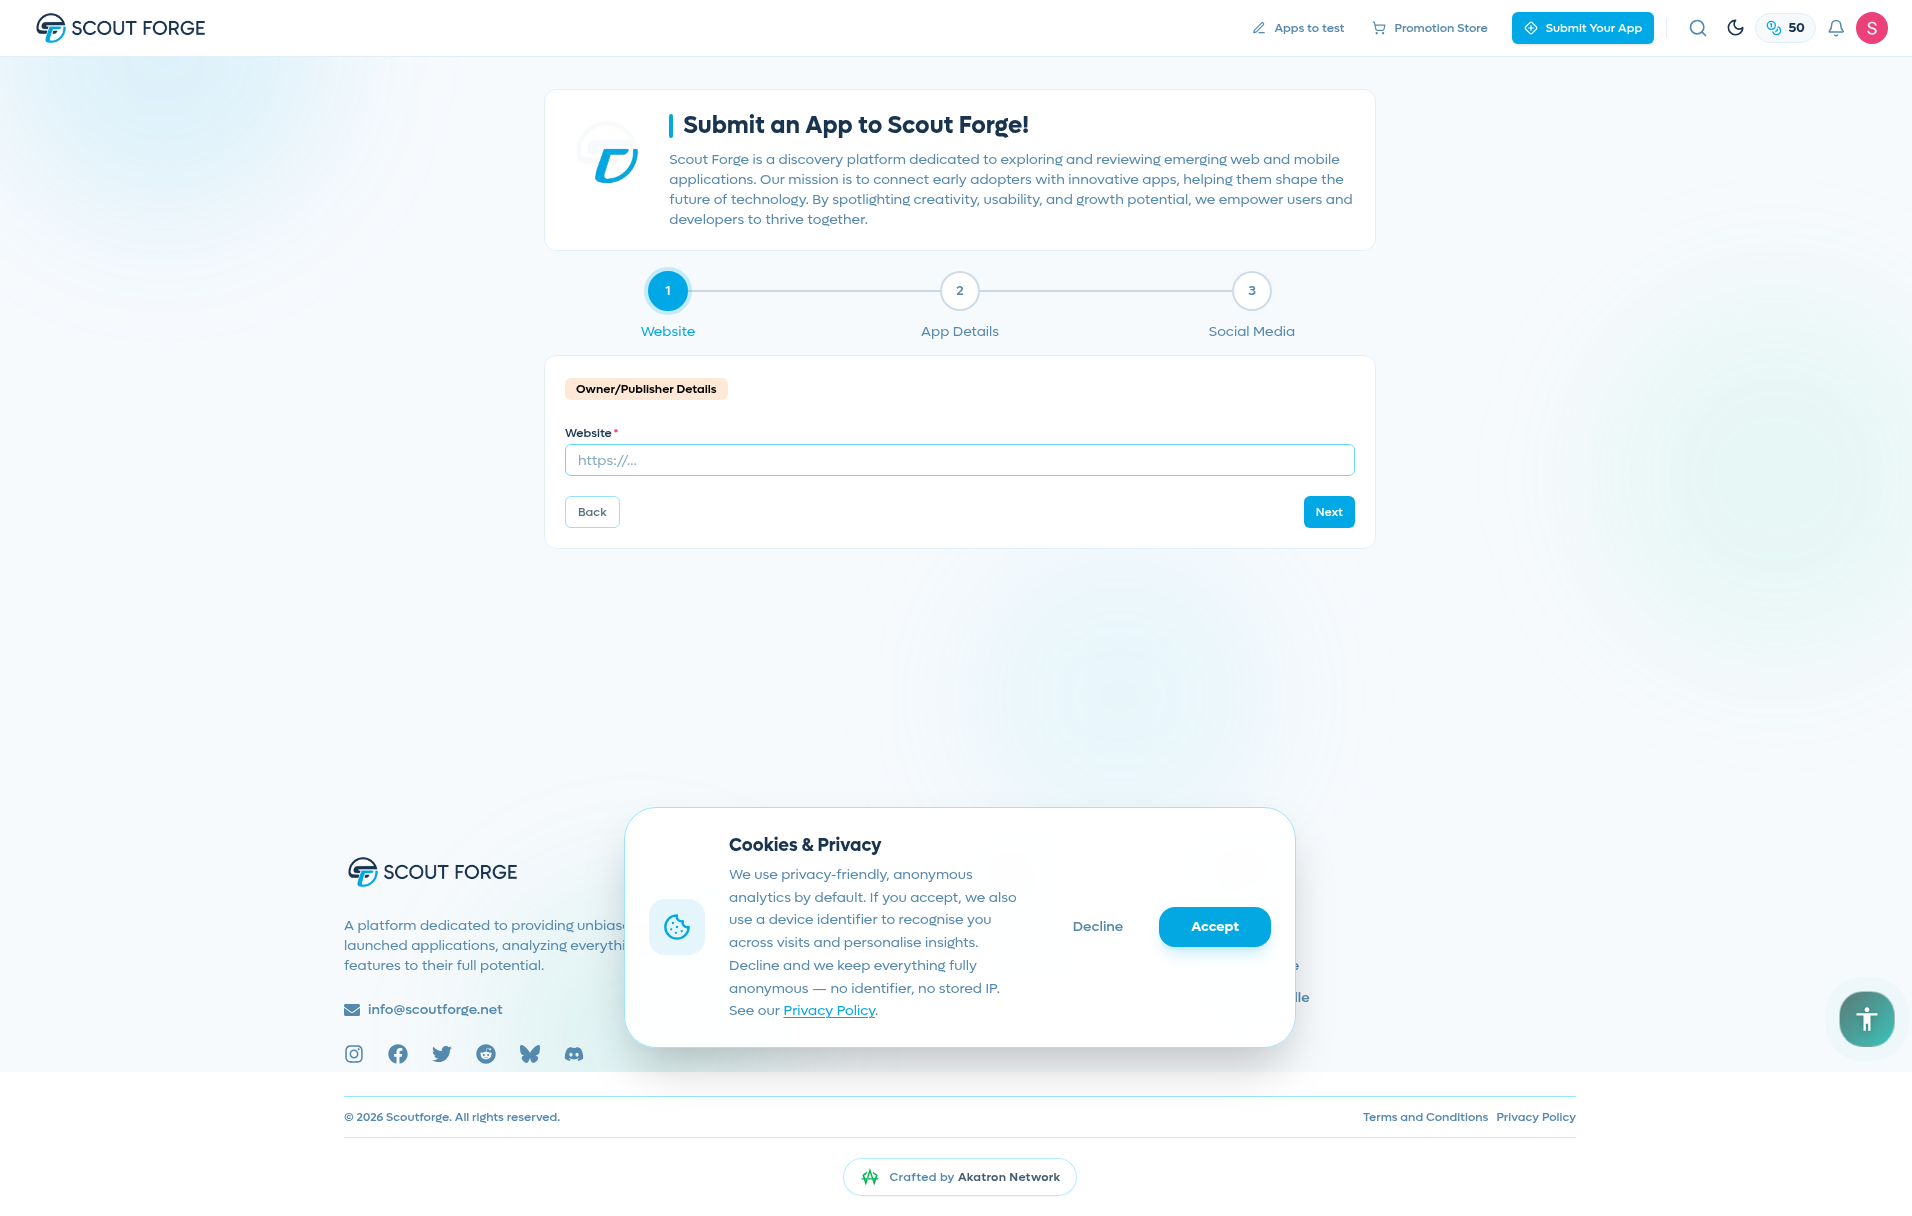 SCOUT FORGE
Apps to test
Promotion Store
Submit Your App
50
S
Submit an App to Scout Forge!
Scout Forge is a discovery platform dedicated to exploring and reviewing emerging web and mobile
applications. Our mission is to connect early adopters with innovative apps, helping them shape the
future of technology. By spotlighting creativity, usability, and growth potential, we empower users and
developers to thrive together.
1
2
3
Website
App Details
Social Media
Owner/Publisher Details
Website *
https://...
Back
Next
Cookies & Privacy
We use privacy-friendly, anonymous
analytics by default. If you accept, we also
use a device identifier to recognise you
across visits and personalise insights.
Decline and we keep everything fully
anonymous — no identifier, no stored IP.
See our Privacy Policy.
Decline
Accept
SCOUT FORGE
A platform dedicated to providing
launched applications, analyzing
features to their full potential.
info@scoutforge.net
© 2026 Scoutforge. All rights reserved.
Terms and Conditions
Privacy Policy
Crafted by Akatron Network